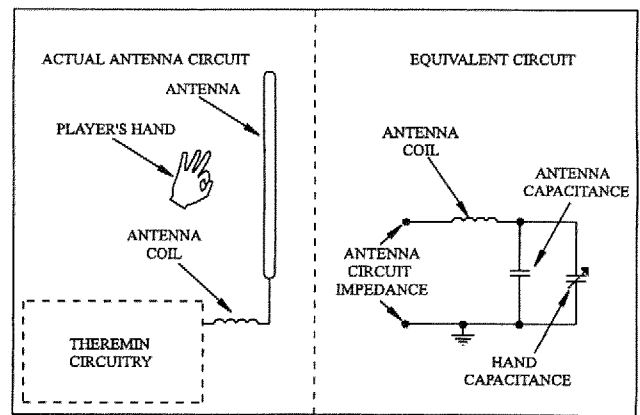 ACTUAL ANTENNA CIRCUIT
ANTENNA
PLAYER'S HAND
ANTENNA
COIL
THEREMIN
CIRCUITRY
EQUIVALENT CIRCUIT
ANTENNA
COIL
ANTENNA
CAPACITANCE
ANTENNA
CIRCUIT
IMPEDANCE
HAND
CAPACITANCE